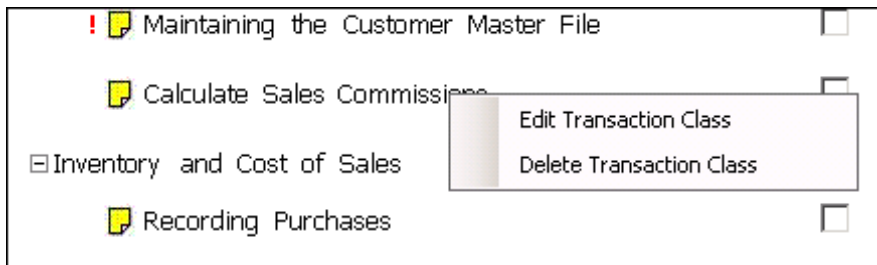 ! Maintaining the Customer Master File
Calculate Sales Commissions
Edit Transaction Class
Inventory and Cost of Sales
Delete Transaction Class
Recording Purchases